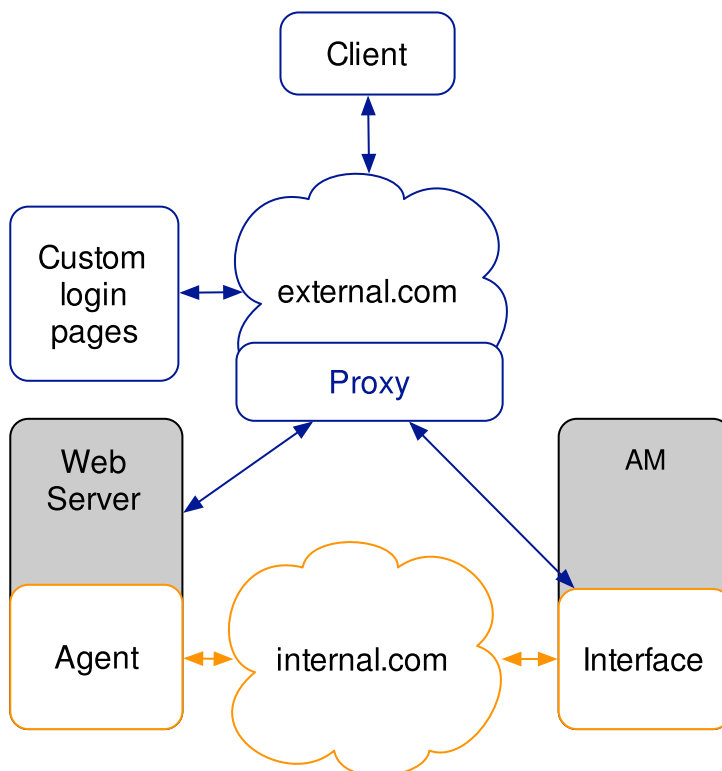 Client
Custom
login
pages
external.com
Proxy
Web
Server
AM
Agent
internal.com
Interface